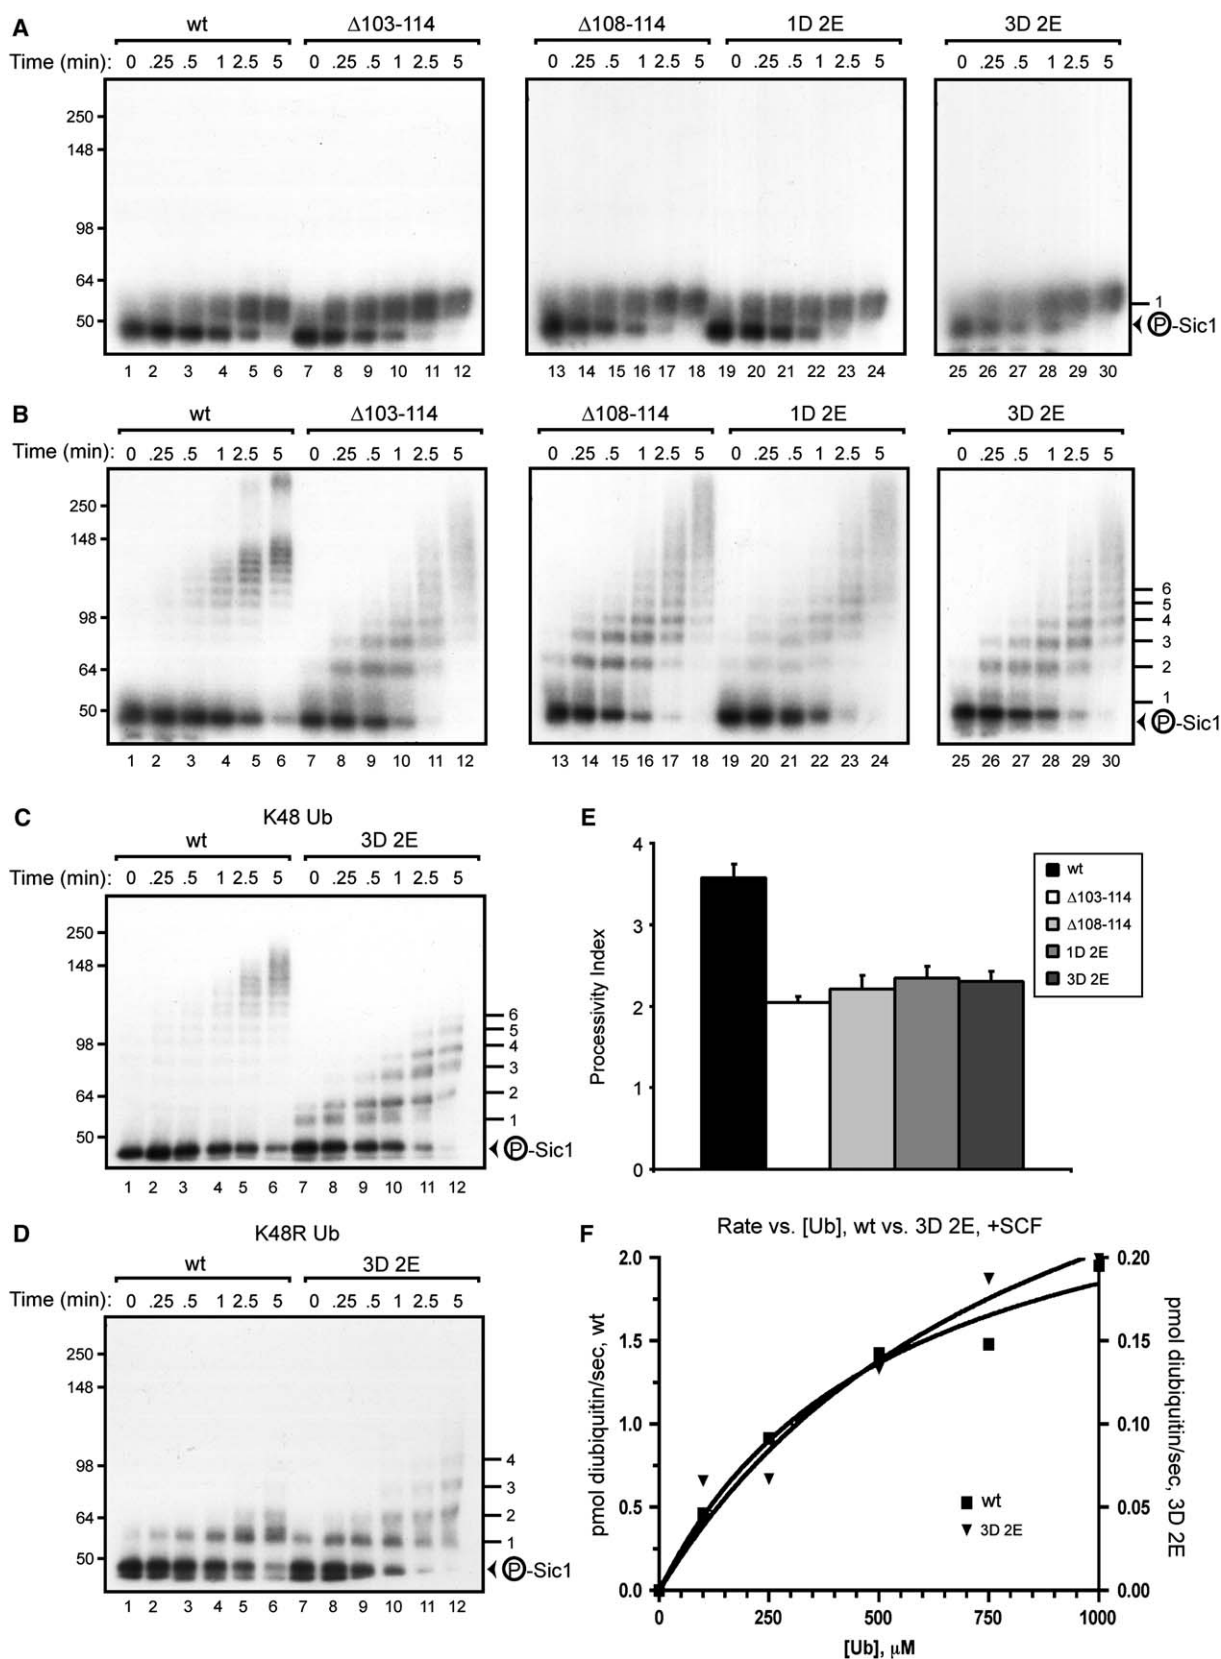 A
wt Δ103-114 Δ108-114 1D 2E 3D 2E
Time (min): 0 .25 .5 1 2.5 5 0 .25 .5 1 2.5 5 0 .25 .5 1 2.5 5 0 .25 .5 1 2.5 5 0 .25 .5 1 2.5 5
250
148
98
64
50
1
P-Sic1
1 2 3 4 5 6 7 8 9 10 11 12 13 14 15 16 17 18 19 20 21 22 23 24 25 26 27 28 29 30
B
wt Δ103-114 Δ108-114 1D 2E 3D 2E
Time (min): 0 .25 .5 1 2.5 5 0 .25 .5 1 2.5 5 0 .25 .5 1 2.5 5 0 .25 .5 1 2.5 5 0 .25 .5 1 2.5 5
250
148
98
64
50
6
5
4
3
2
1
P-Sic1
1 2 3 4 5 6 7 8 9 10 11 12 13 14 15 16 17 18 19 20 21 22 23 24 25 26 27 28 29 30
C
K48 Ub
wt 3D 2E
Time (min): 0 .25 .5 1 2.5 5 0 .25 .5 1 2.5 5
250
148
98
64
50
6
5
4
3
2
1
P-Sic1
1 2 3 4 5 6 7 8 9 10 11 12
E
Processivity Index
4
3
2
1
0
wt
Δ103-114
Δ108-114
1D 2E
3D 2E
D
K48R Ub
wt 3D 2E
Time (min): 0 .25 .5 1 2.5 5 0 .25 .5 1 2.5 5
250
148
98
64
50
4
3
2
1
P-Sic1
1 2 3 4 5 6 7 8 9 10 11 12
F
Rate vs. [Ub], wt vs. 3D 2E, +SCF
pmol diubiquitin/sec, wt
2.0
1.5
1.0
0.5
0.0
0.20
0.15
0.10
0.05
0.00
pmol diubiquitin/sec, 3D 2E
wt
3D 2E
0 250 500 750 1000
[Ub], μM